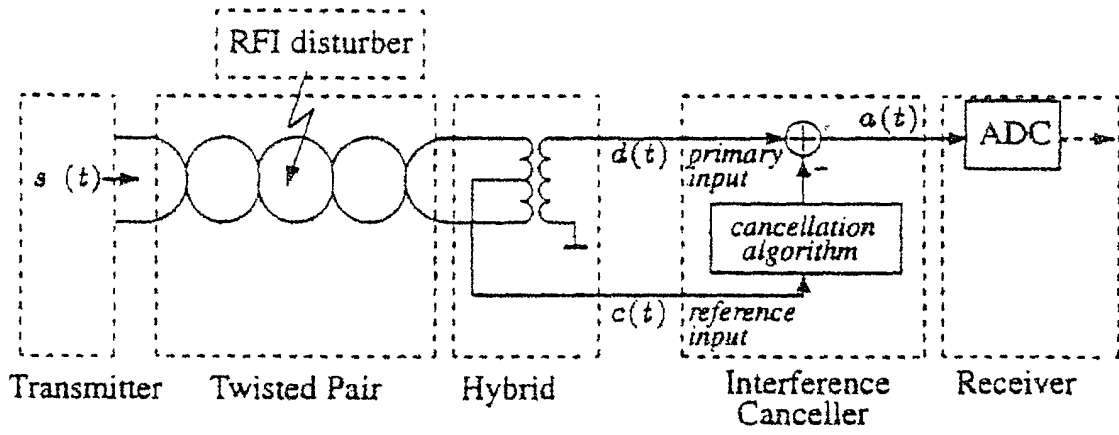 RFI disturber
s (t)
d(t)
primary
input
a(t)
ADC
+
-
cancellation
algorithm
c(t)
reference
input
Transmitter
Twisted Pair
Hybrid
Interference
Canceller
Receiver